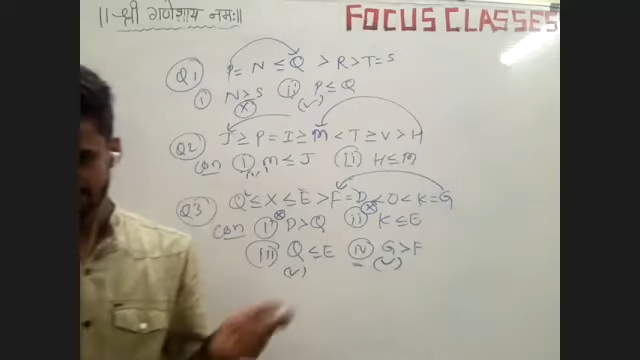 ||-श्री गणेशाय नमः||
FOCUS CLASSES
Q1 P= N ≤ Q > R > T = S
(i) N > S (x) (ii) P ≤ Q (✓)
Q2 J ≥ P = I ≥ M < T ≥ V > H
Con (i) M ≤ J (✓) (ii) H ≤ M
Q3 Q ≤ X ≤ E > F = D < O < K = G
Con (i) D > Q (x) (ii) K ≤ E (x)
(iii) Q ≤ E (✓) (iv) G > F (✓)